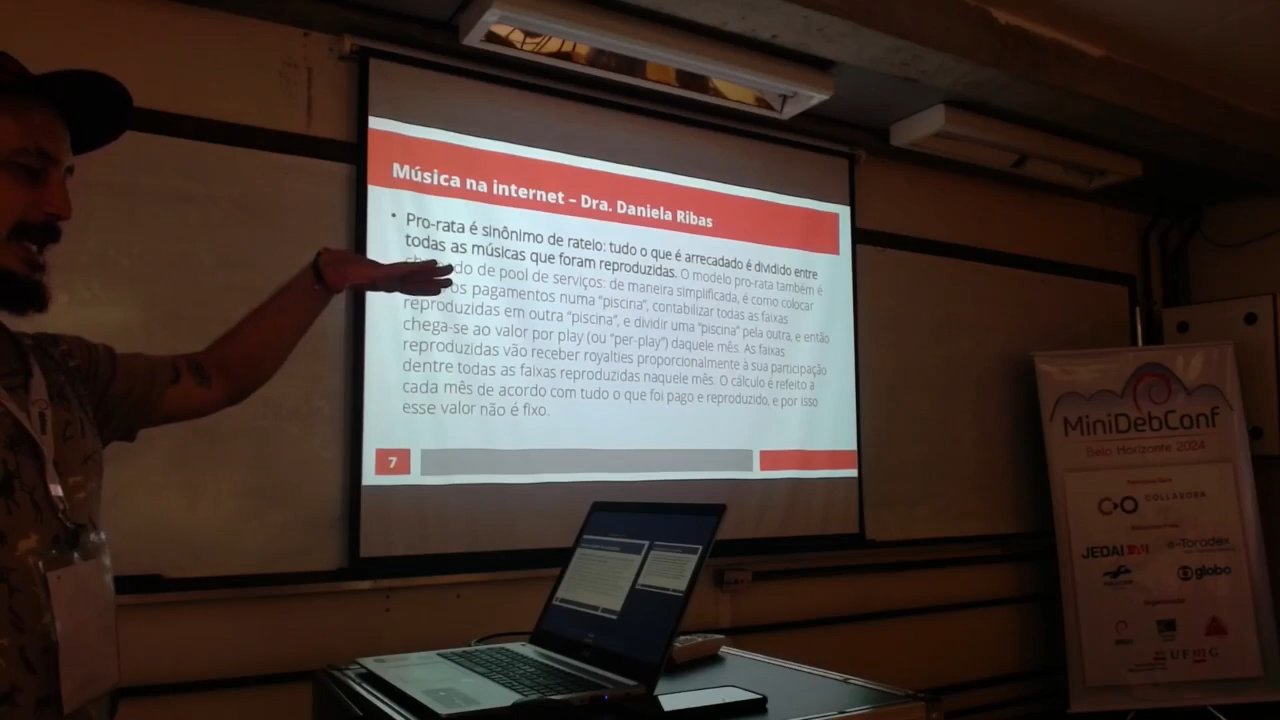 Música na internet – Dra. Daniela Ribas
• Pro-rata é sinônimo de rateio: tudo o que é arrecadado é dividido entre
todas as músicas que foram reproduzidas. O modelo pro-rata também é
de pool de serviços: de maneira simplificada, é como colocar
os pagamentos numa “piscina”, contabilizar todas as faixas
reproduzidas em outra “piscina”, e dividir uma “piscina” pela outra, e então
chega-se ao valor por play (ou “per-play”) daquele mês. As faixas
reproduzidas vão receber royalties proporcionalmente à sua participação
dentre todas as faixas reproduzidas naquele mês. O cálculo é refeito a
cada mês de acordo com tudo o que foi pago e reproduzido, e por isso
esse valor não é fixo.
7
MiniDebConf
Belo Horizonte 2024
COLLABORA
JEDAI
Toradex
globo
UFMG